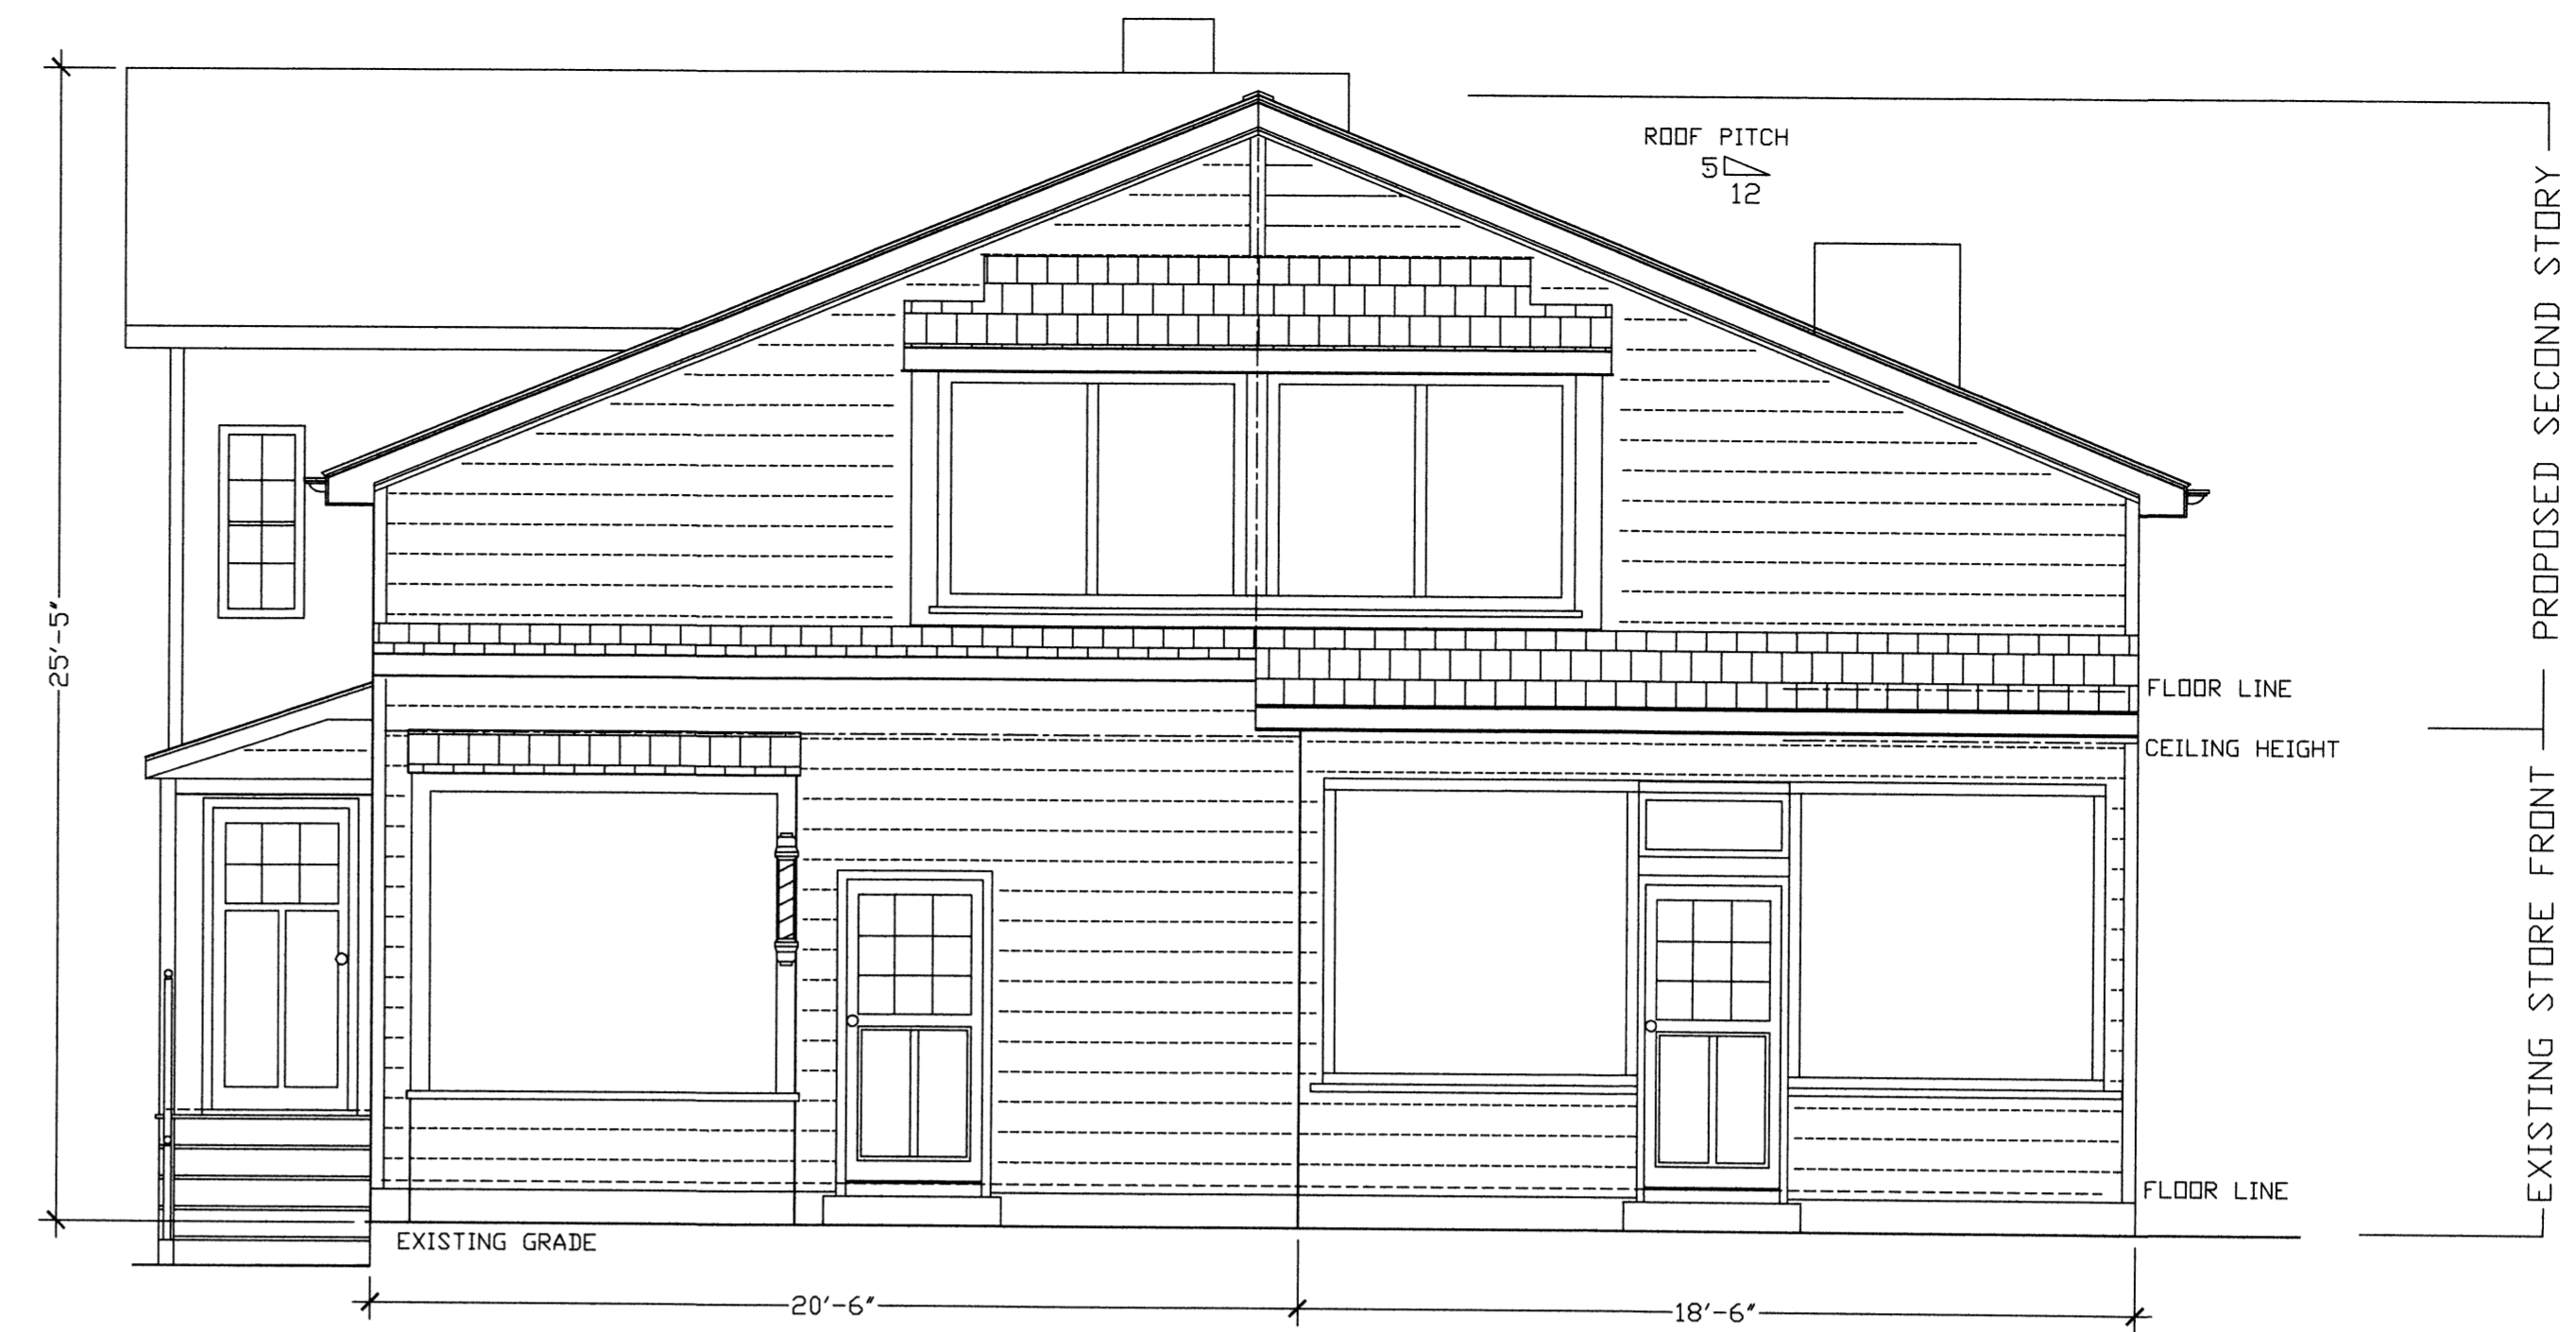 ROOF PITCH
5
12
25'-5"
PROPOSED SECOND STORY
FLOOR LINE
CEILING HEIGHT
EXISTING STORE FRONT
FLOOR LINE
EXISTING GRADE
20'-6"
18'-6"